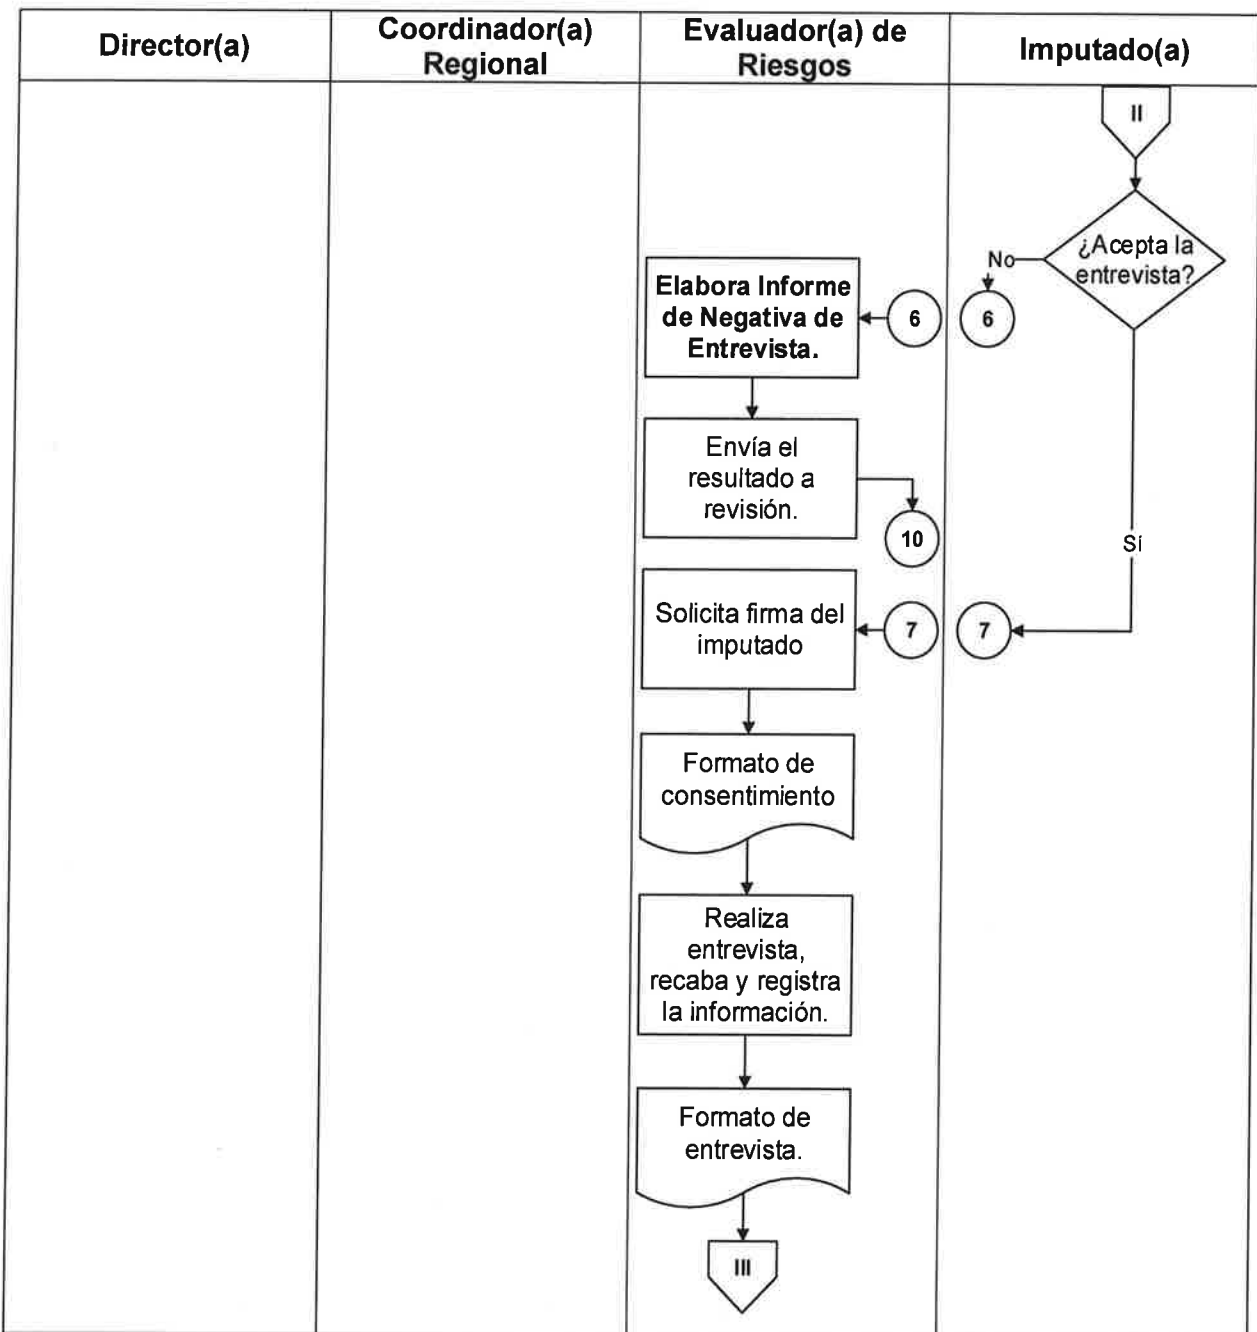 Director(a)
Coordinador(a)
Regional
Evaluador(a) de
Riesgos
Imputado(a)
II
¿Acepta la
entrevista?
No
6
6
Elabora Informe
de Negativa de
Entrevista.
Envía el
resultado a
revisión.
10
Sí
7
7
Solicita firma del
imputado
Formato de
consentimiento
Realiza
entrevista,
recaba y registra
la información.
Formato de
entrevista.
III